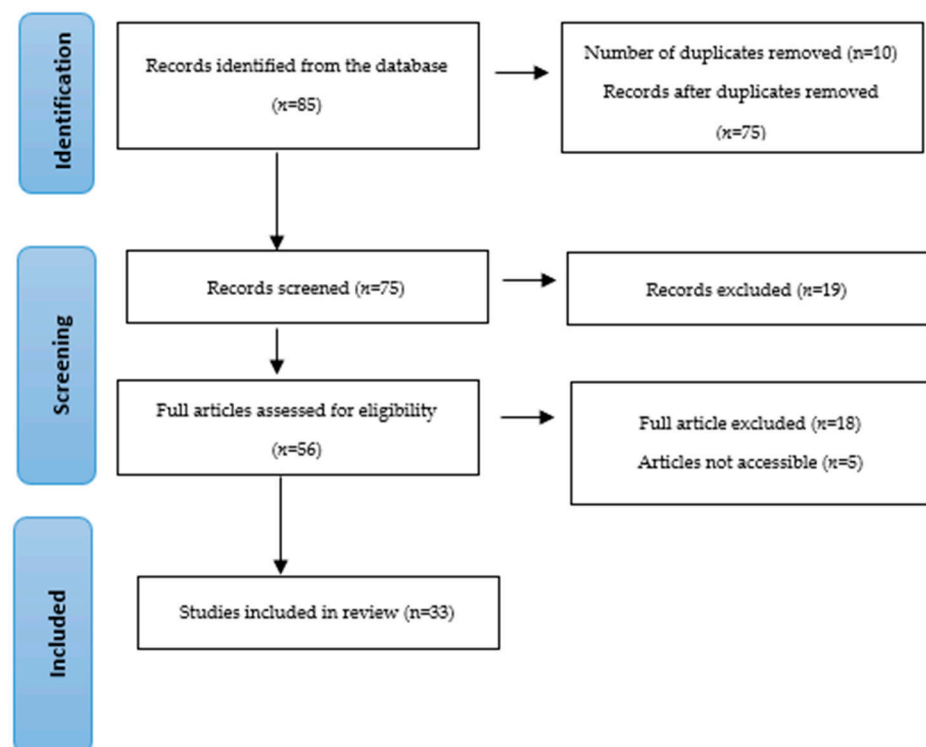 Identification
Records identified from the database
(n=85)
Number of duplicates removed (n=10)
Records after duplicates removed
(n=75)
Screening
Records screened (n=75)
Records excluded (n=19)
Full articles assessed for eligibility
(n=56)
Full article excluded (n=18)
Articles not accessible (n=5)
Included
Studies included in review (n=33)